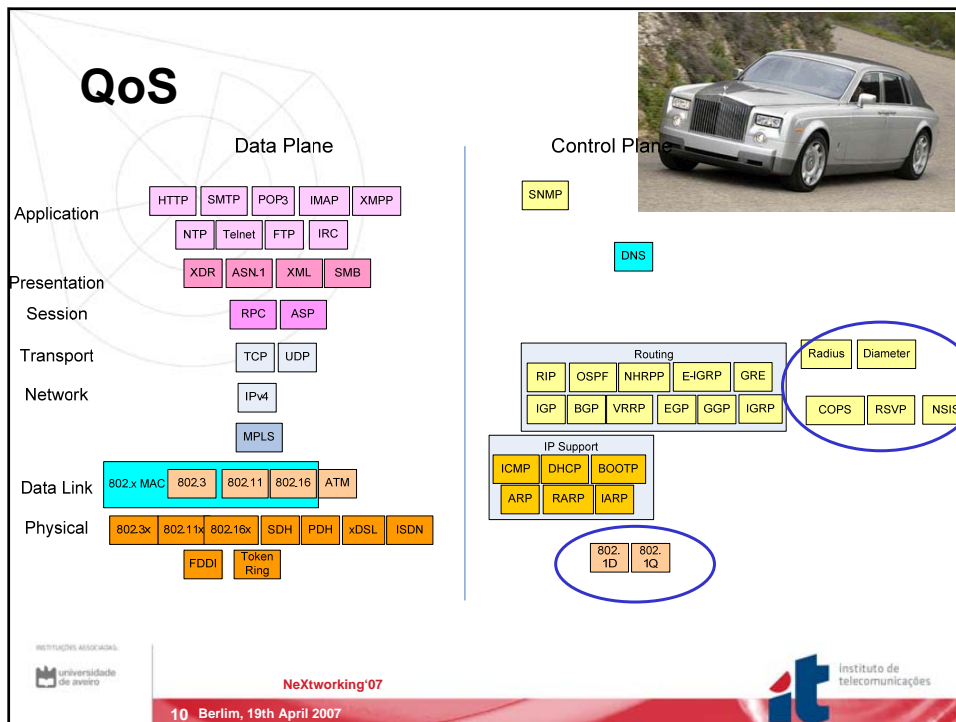 QoS
Data Plane
Control Plane
Application
HTTP SMTP POP3 IMAP XMPP
NTP Telnet FTP IRC
SNMP
DNS
Presentation
XDR ASN.1 XML SMB
Session
RPC ASP
Transport
TCP UDP
Network
IPv4
MPLS
Routing
RIP OSPF NHRPP E-IGRP GRE
IGP BGP VRRP EGP GGP IGRP
Radius Diameter
COPS RSVP NSIS
IP Support
ICMP DHCP BOOTP
ARP RARP IARP
Data Link
802.x MAC 802.3 802.11 802.16 ATM
Physical
802.3x 802.11x 802.16x SDH PDH xDSL ISDN
FDDI
Token
Ring
802. 802.
1D 1Q
INSTITUIÇÕES ASSOCIADAS:
universidade
de aveiro
NeXtworking'07
it
instituto de
telecomunicações
10 Berlim, 19th April 2007